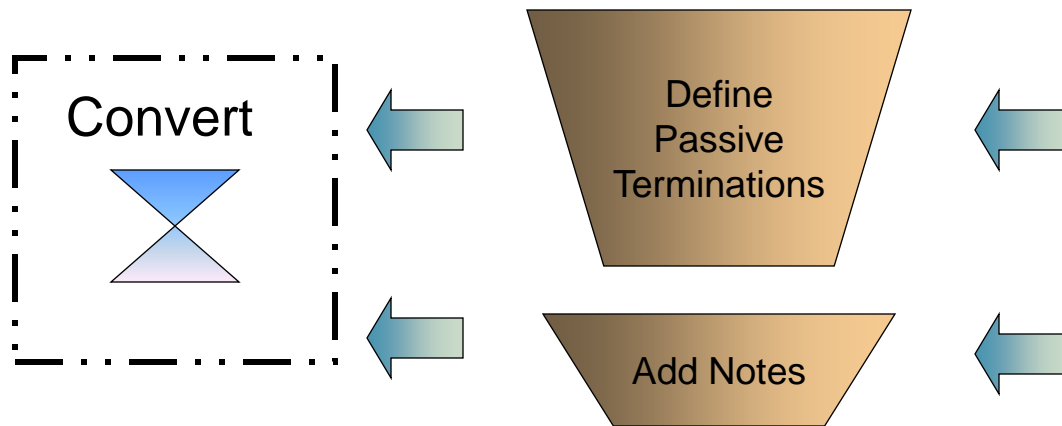 Convert
Define
Passive
Terminations
Add Notes